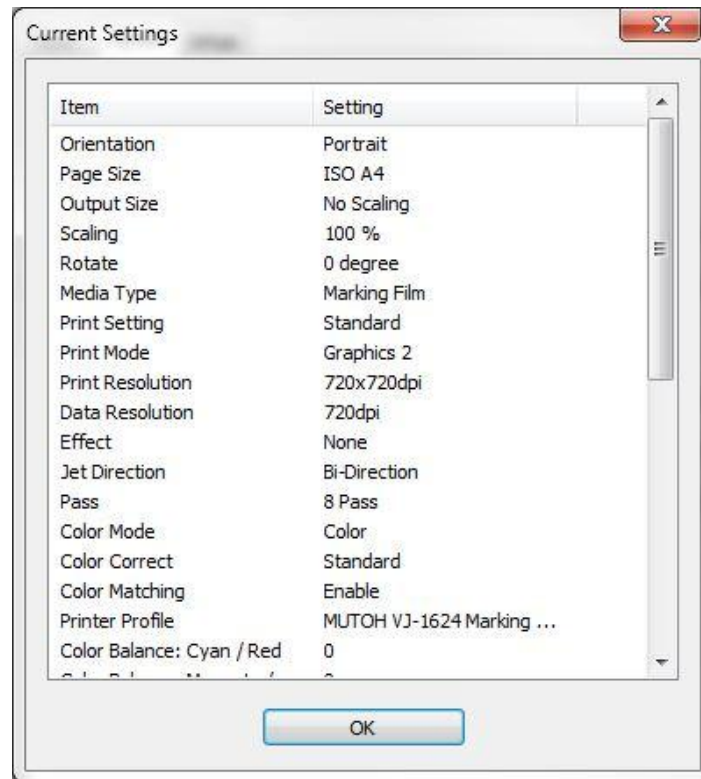 Current Settings
Item Setting
Orientation Portrait
Page Size ISO A4
Output Size No Scaling
Scaling 100 %
Rotate 0 degree
Media Type Marking Film
Print Setting Standard
Print Mode Graphics 2
Print Resolution 720x720dpi
Data Resolution 720dpi
Effect None
Jet Direction Bi-Direction
Pass 8 Pass
Color Mode Color
Color Correct Standard
Color Matching Enable
Printer Profile MUTOH VJ-1624 Marking ...
Color Balance: Cyan / Red 0
OK